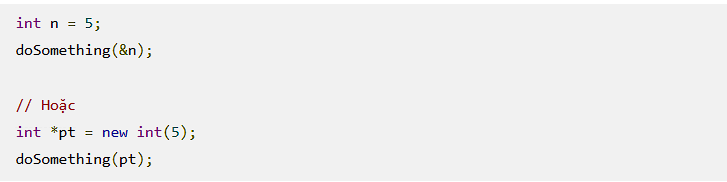 int n = 5;
doSomething(&n);
// Hoặc
int *pt = new int(5);
doSomething(pt);